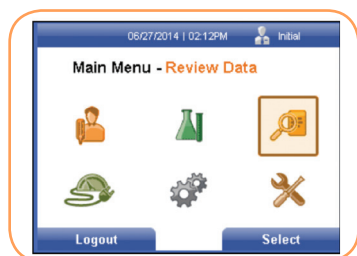 06/27/2014 | 02:12PM Initial
Main Menu - Review Data
Logout Select